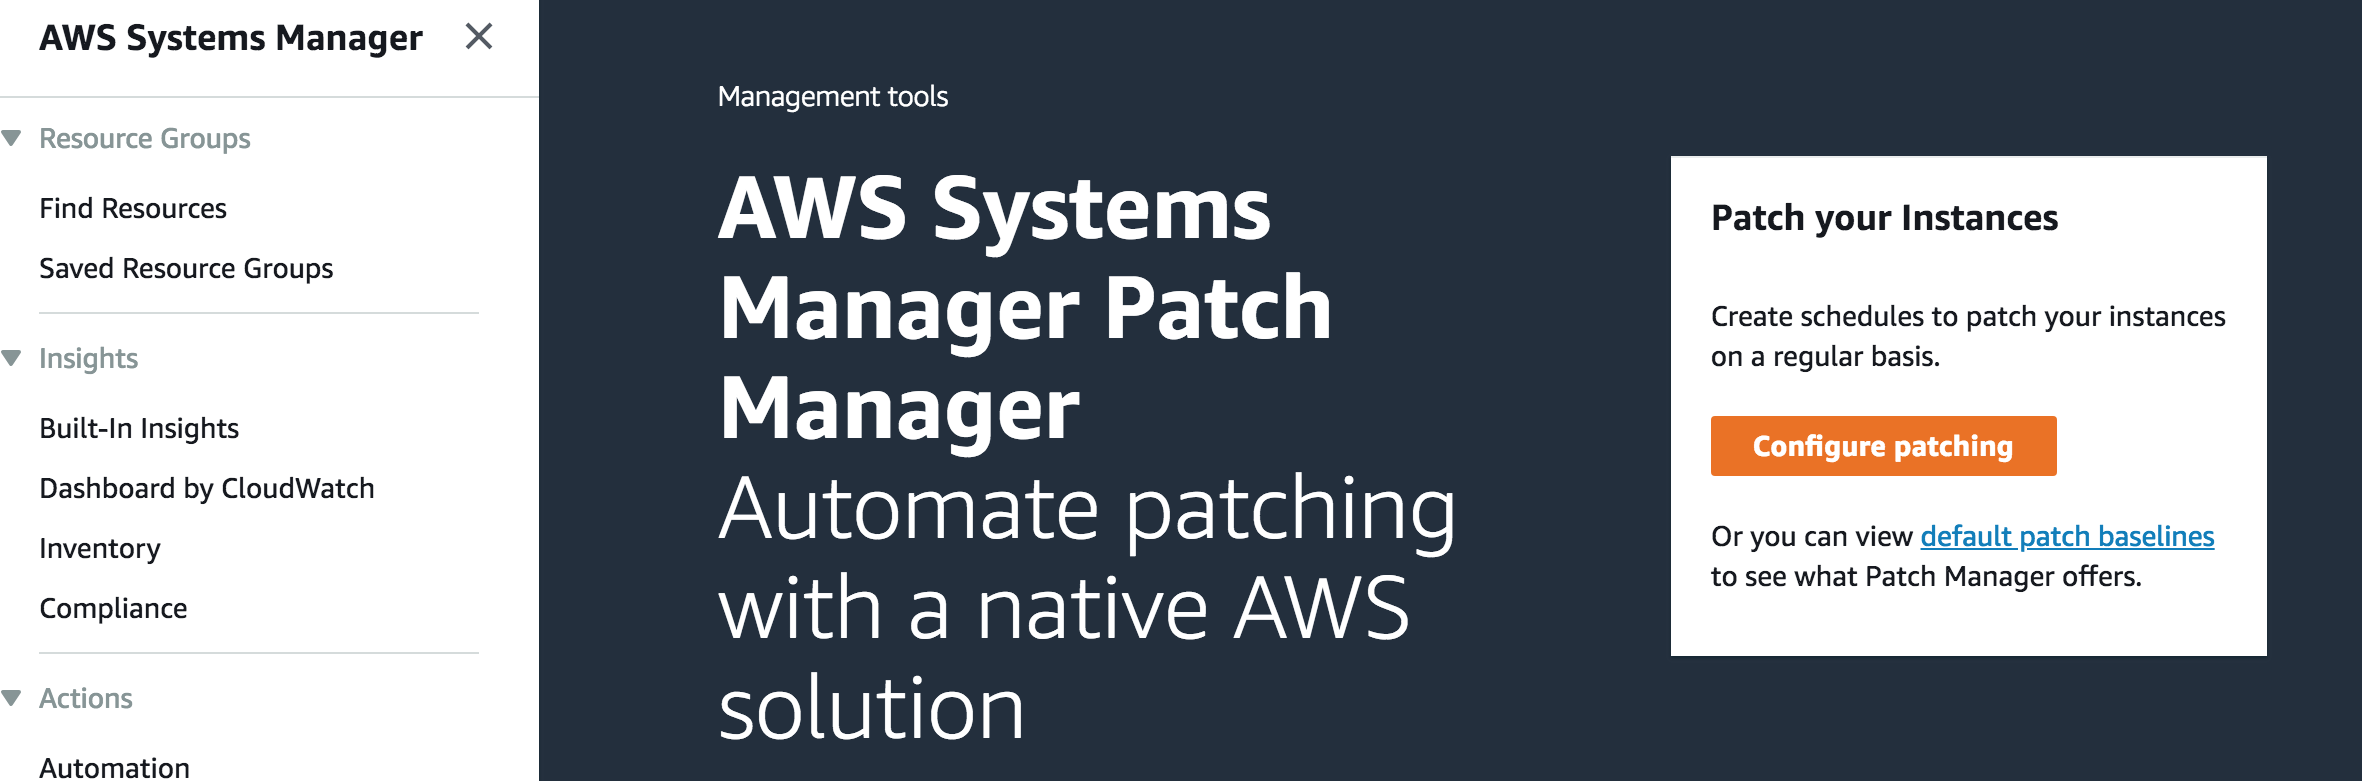 AWS Systems Manager
Resource Groups
Find Resources
Saved Resource Groups
Insights
Built-In Insights
Dashboard by CloudWatch
Inventory
Compliance
Actions
Automation
Management tools
AWS Systems
Manager Patch
Manager
Automate patching
with a native AWS
solution
Patch your Instances
Create schedules to patch your instances
on a regular basis.
Configure patching
Or you can view default patch baselines
to see what Patch Manager offers.